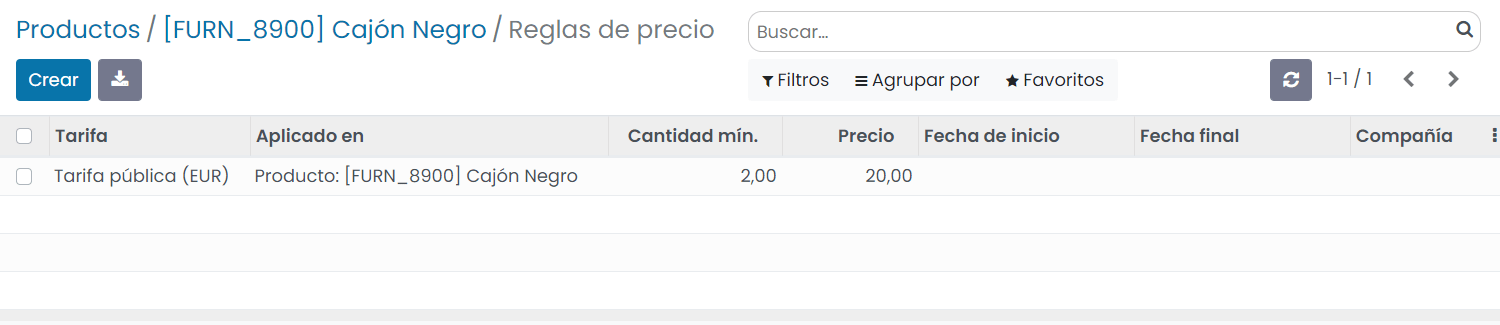 Productos / [FURN_8900] Cajón Negro / Reglas de precio
Buscar...
Crear
Filtros Agrupar por Favoritos
1-1 / 1
Tarifa Aplicado en Cantidad mín. Precio Fecha de inicio Fecha final Compañía
Tarifa pública (EUR) Producto: [FURN_8900] Cajón Negro 2,00 20,00